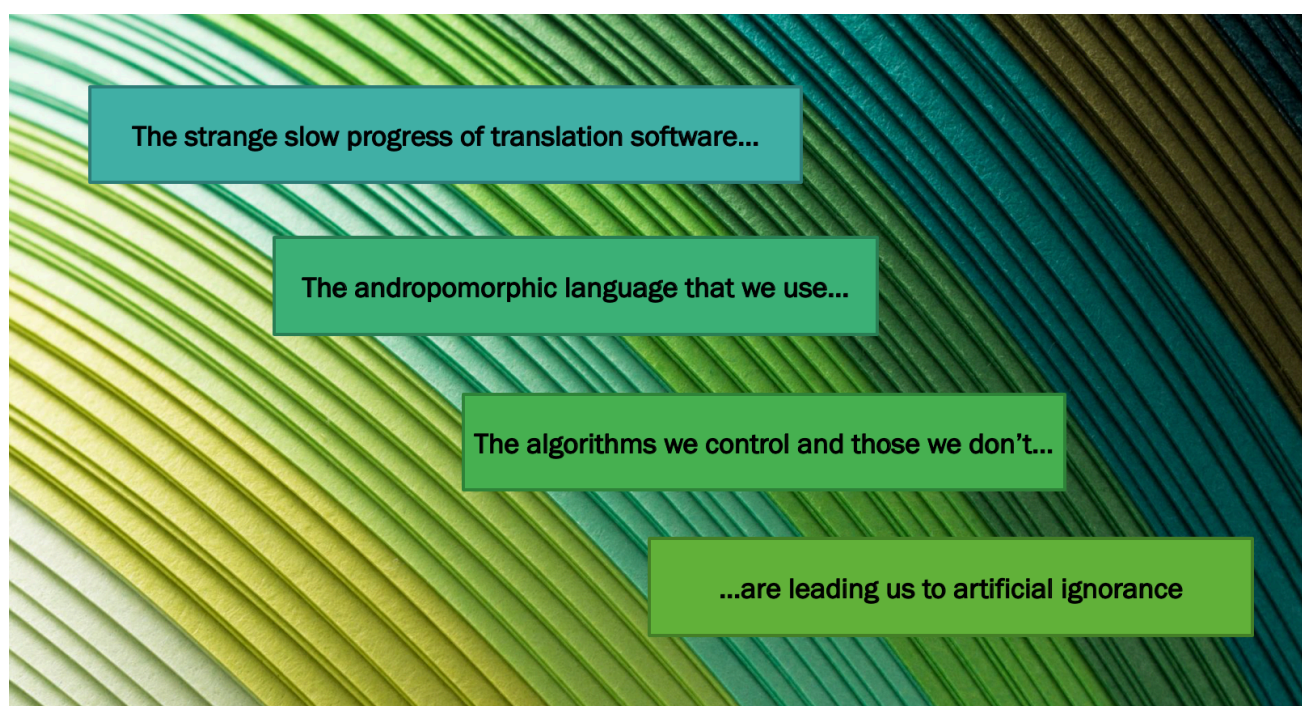 The strange slow progress of translation software...
The andropomorphic language that we use...
The algorithms we control and those we don’t...
...are leading us to artificial ignorance